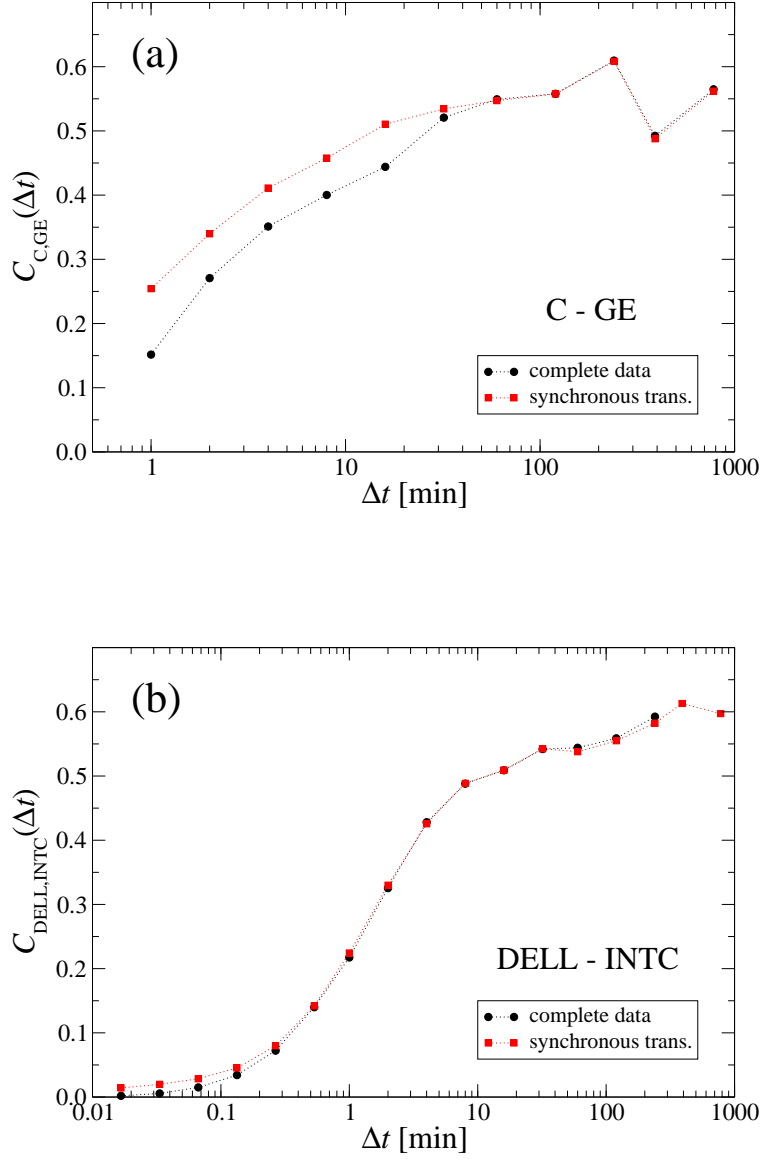 (a)
0.6
0.5
0.4
0.3
0.2
0.1
0.0
C_{C,GE}(Δt)
C - GE
complete data
synchronous trans.
1 10 100 1000
Δt [min]
(b)
0.6
0.5
0.4
0.3
0.2
0.1
0.0
C_{DELL,INTC}(Δt)
DELL - INTC
complete data
synchronous trans.
0.01 0.1 1 10 100 1000
Δt [min]